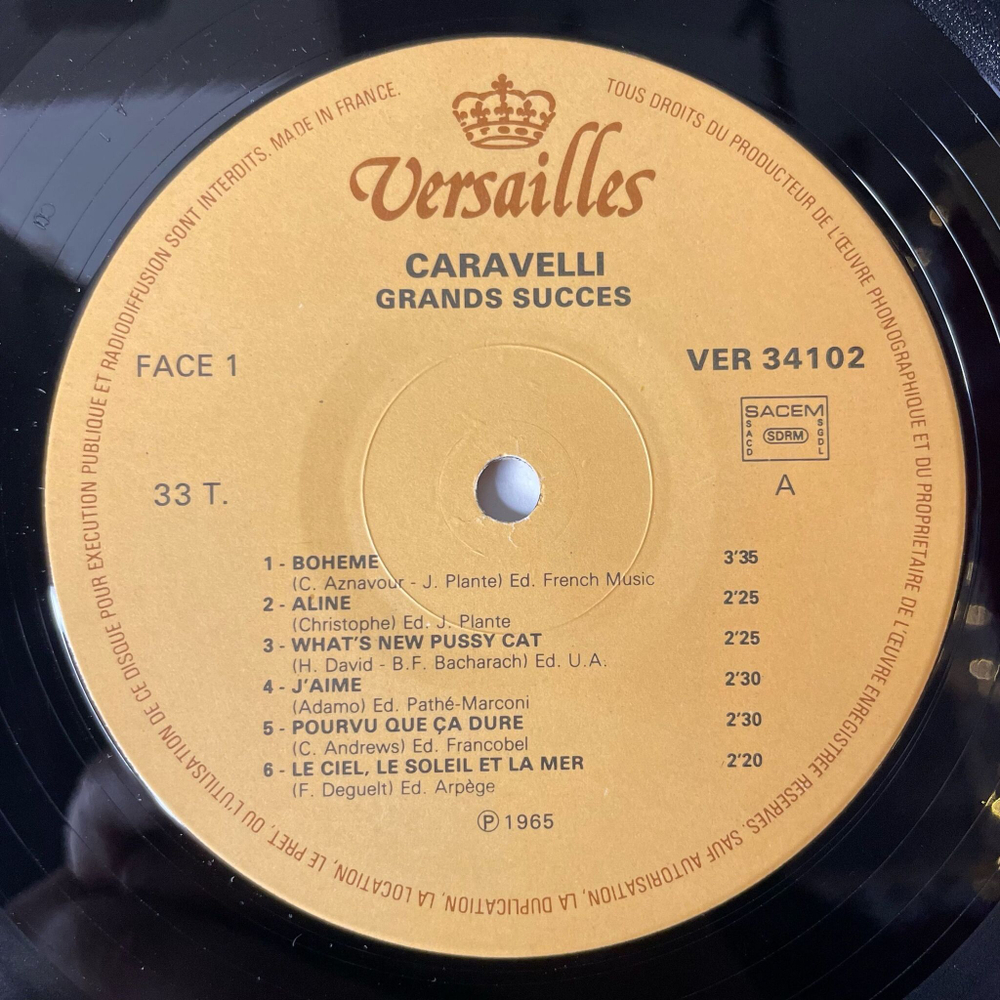 Versailles
CARAVELLI
GRANDS SUCCES
FACE 1
VER 34102
SACEM
SACD
SDRM
SGDL
33 T.
A
1 - BOHEME 3'35
(C. Aznavour - J. Plante) Ed. French Music
2 - ALINE 2'25
(Christophe) Ed. J. Plante
3 - WHAT'S NEW PUSSY CAT 2'25
(H. David - B.F. Bacharach) Ed. U.A.
4 - J'AIME 2'30
(Adamo) Ed. Pathé-Marconi
5 - POURVU QUE ÇA DURE 2'30
(C. Andrews) Ed. Francobel
6 - LE CIEL, LE SOLEIL ET LA MER 2'20
(F. Deguelt) Ed. Arpège
Ⓟ 1965
TOUS DROITS DU PRODUCTEUR DE L'ŒUVRE PHONOGRAPHIQUE ET DU PROPRIETAIRE DE L'ŒUVRE ENREGISTRÉE RESERVES. SAUF AUTORISATION, LA DUPLICATION, LA LOCATION, LE PRET, OU L'UTILISATION DE CE DISQUE POUR EXECUTION PUBLIQUE ET RADIODIFFUSION SONT INTERDITS. MADE IN FRANCE.